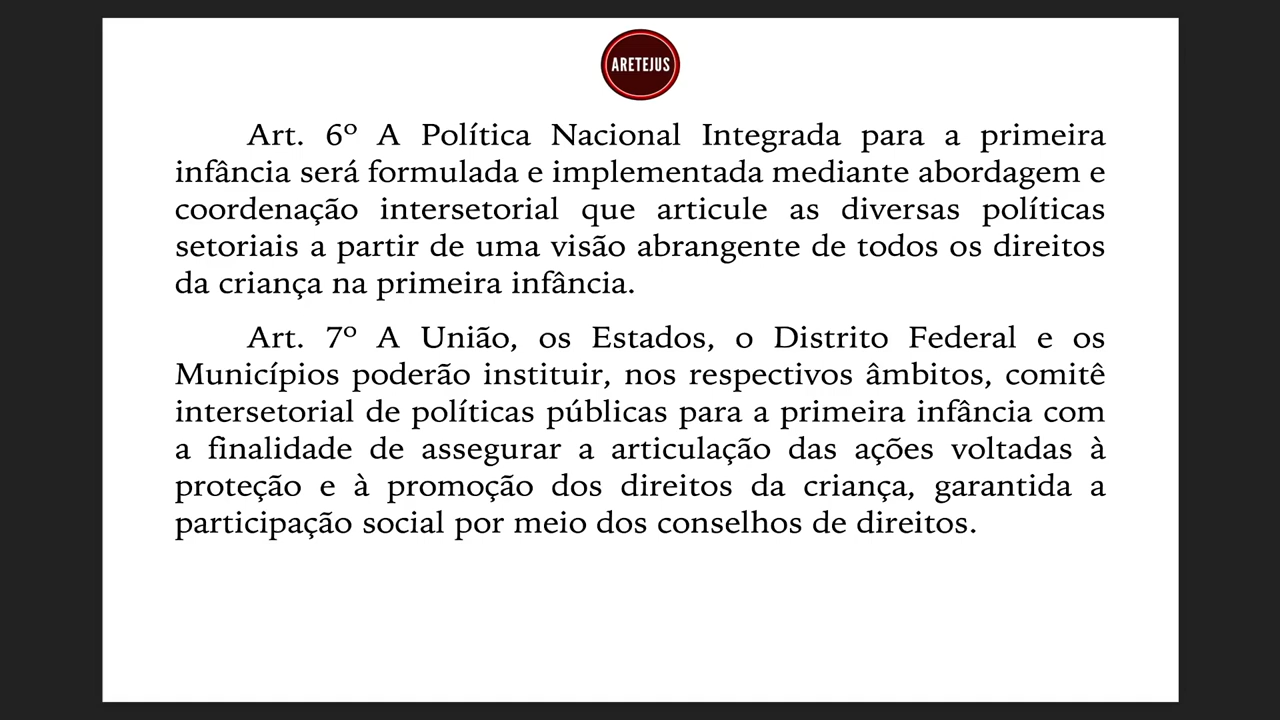 ARETEJUS
Art. 6º A Política Nacional Integrada para a primeira
infância será formulada e implementada mediante abordagem e
coordenação intersetorial que articule as diversas políticas
setoriais a partir de uma visão abrangente de todos os direitos
da criança na primeira infância.
Art. 7º A União, os Estados, o Distrito Federal e os
Municípios poderão instituir, nos respectivos âmbitos, comitê
intersetorial de políticas públicas para a primeira infância com
a finalidade de assegurar a articulação das ações voltadas à
proteção e à promoção dos direitos da criança, garantida a
participação social por meio dos conselhos de direitos.